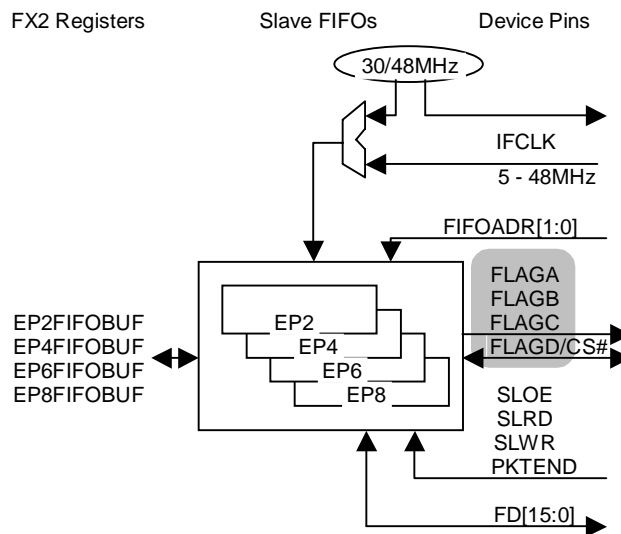 FX2 Registers Slave FIFOs Device Pins
30/48MHz
IFCLK
5 - 48MHz
FIFOADR[1:0]
FLAGA
FLAGB
FLAGC
FLAGD/CS#
EP2
EP4
EP6
EP8
EP2FIFOBUF
EP4FIFOBUF
EP6FIFOBUF
EP8FIFOBUF
SLOE
SLRD
SLWR
PKTEND
FD[15:0]